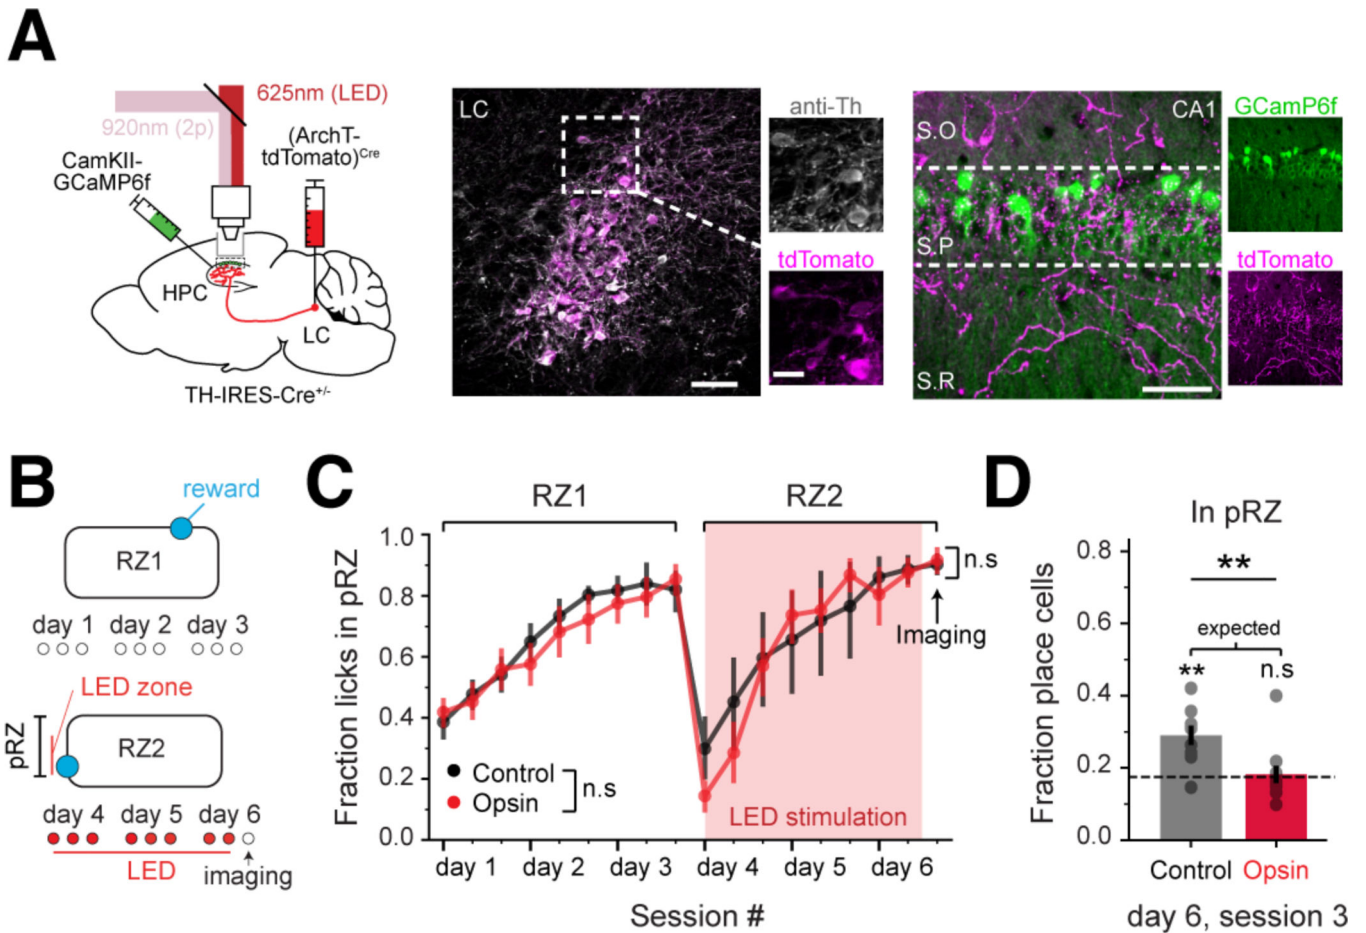 A
625nm (LED)
920nm (2p)
(ArchT-
tdTomato)Cre
CamKII-
GCaMP6f
HPC
LC
TH-IRES-Cre+/-
LC
anti-Th
tdTomato
CA1
S.O
S.P
S.R
GCamP6f
tdTomato
B
reward
RZ1
day 1 day 2 day 3
LED zone
pRZ
RZ2
day 4 day 5 day 6
LED
imaging
C
RZ1
RZ2
Fraction licks in pRZ
1.0
0.8
0.6
0.4
0.2
0.0
n.s
Imaging
Control
Opsin
n.s
LED stimulation
day 1 day 2 day 3 day 4 day 5 day 6
Session #
D
In pRZ
**
expected
** n.s
Fraction place cells
0.8
0.6
0.4
0.2
0.0
Control Opsin
day 6, session 3